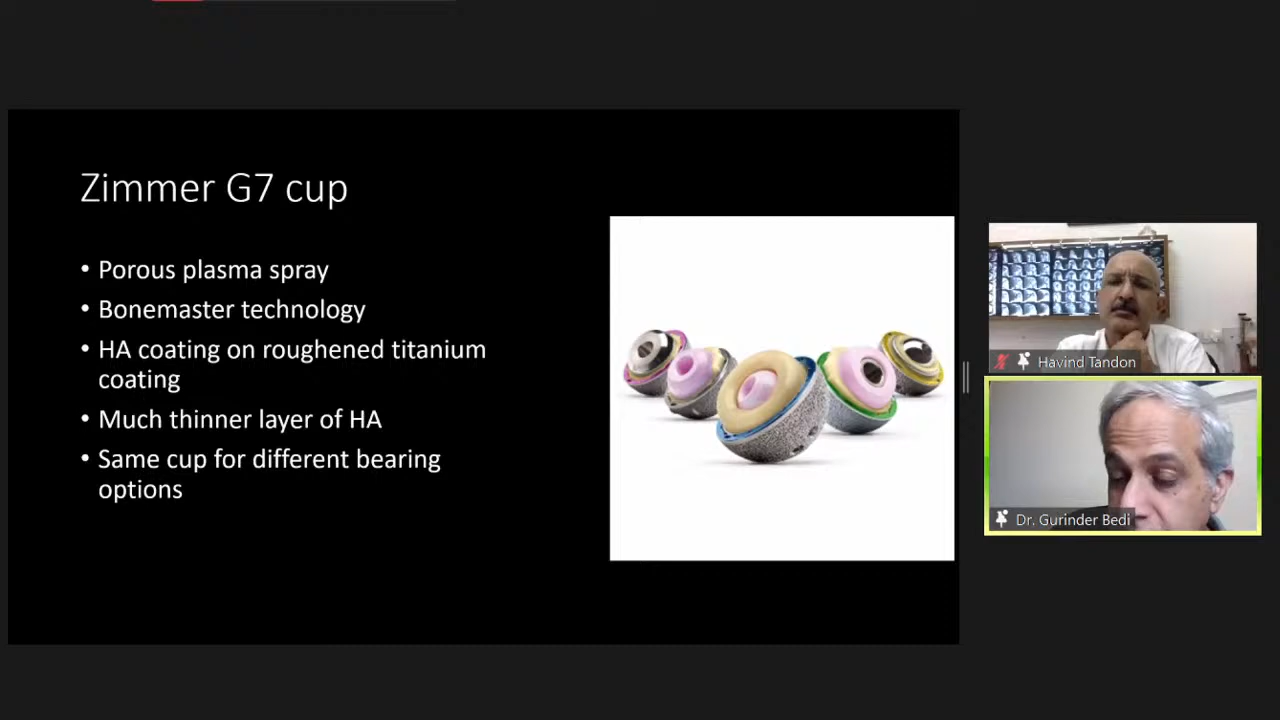 Zimmer G7 cup
• Porous plasma spray
• Bonemaster technology
• HA coating on roughened titanium
coating
• Much thinner layer of HA
• Same cup for different bearing
options
Havind Tandon
Dr. Gurinder Bedi